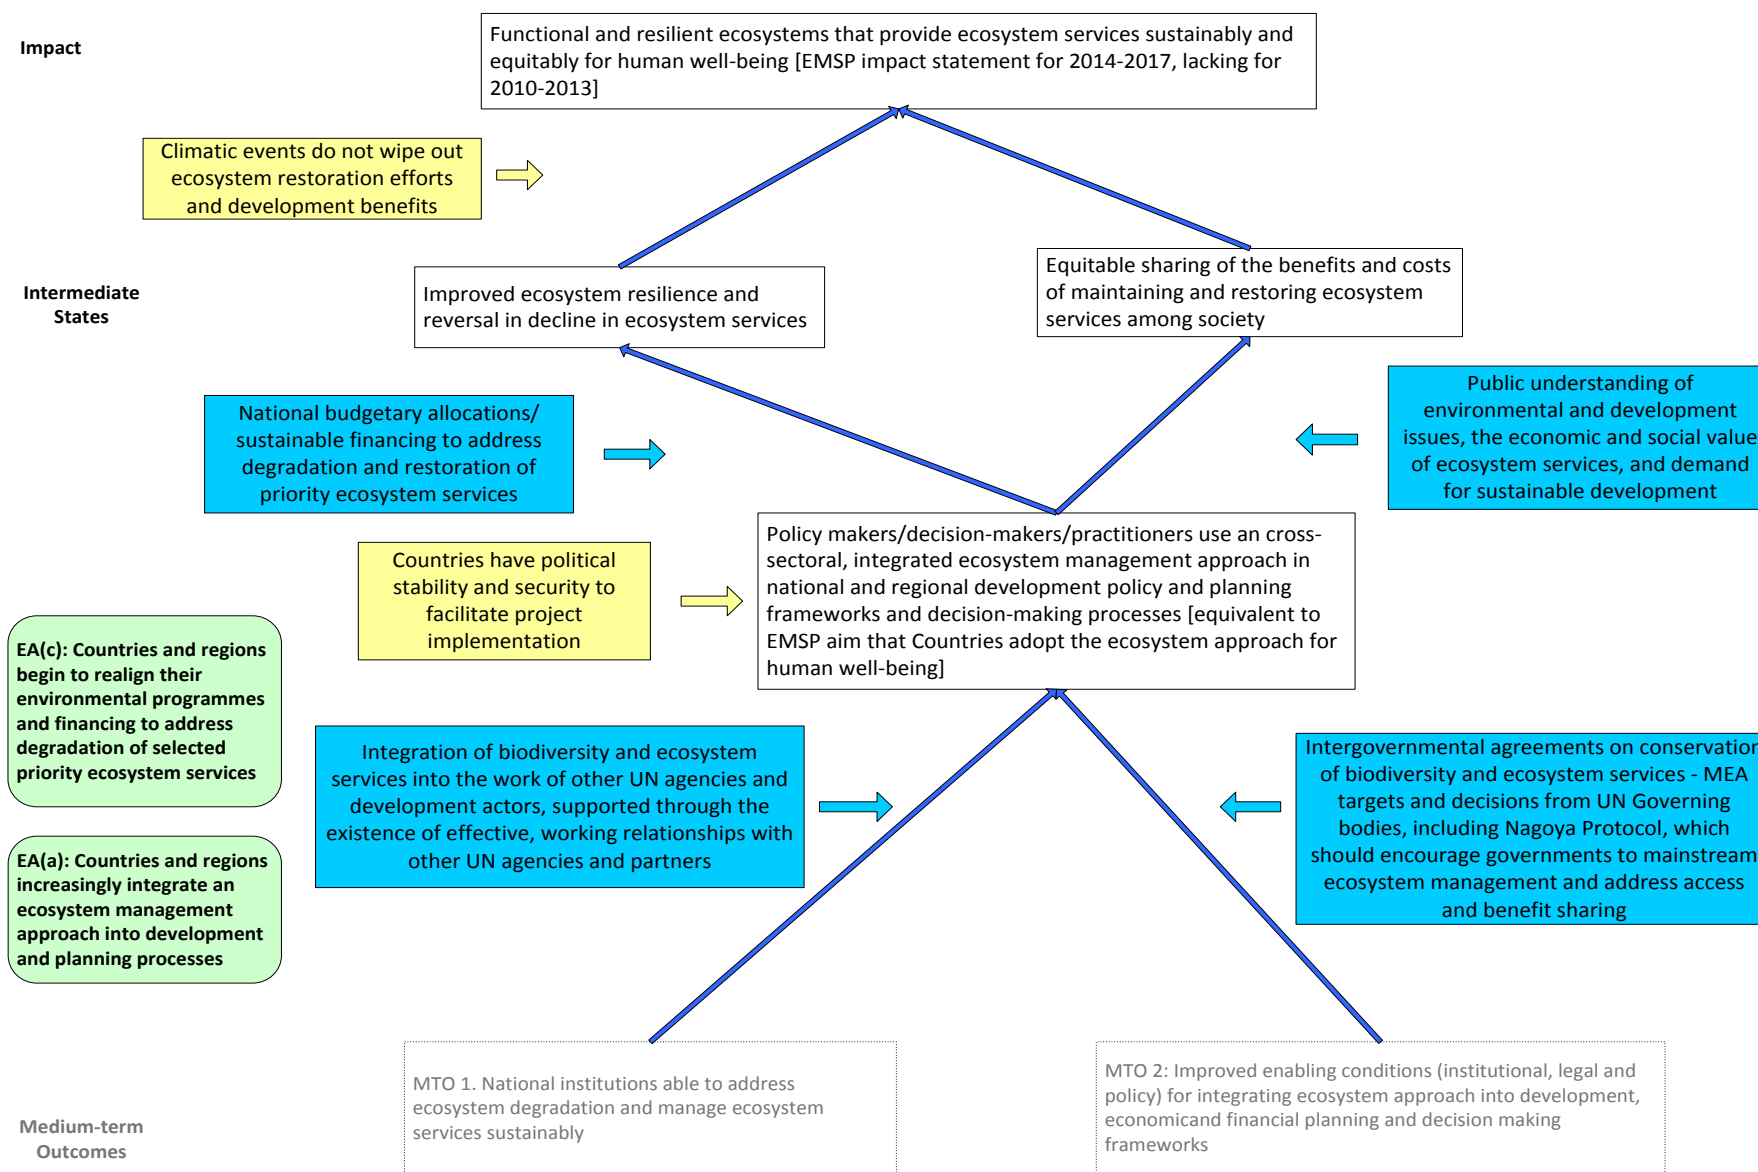 Impact
Functional and resilient ecosystems that provide ecosystem services sustainably and
equitably for human well-being [EMSP impact statement for 2014-2017, lacking for
2010-2013]
Climatic events do not wipe out
ecosystem restoration efforts
and development benefits
Intermediate
States
Improved ecosystem resilience and
reversal in decline in ecosystem services
Equitable sharing of the benefits and costs
of maintaining and restoring ecosystem
services among society
National budgetary allocations/
sustainable financing to address
degradation and restoration of
priority ecosystem services
Public understanding of
environmental and development
issues, the economic and social value
of ecosystem services, and demand
for sustainable development
Countries have political
stability and security to
facilitate project
implementation
Policy makers/decision-makers/practitioners use an cross-
sectoral, integrated ecosystem management approach in
national and regional development policy and planning
frameworks and decision-making processes [equivalent to
EMSP aim that Countries adopt the ecosystem approach for
human well-being]
EA(c): Countries and regions
begin to realign their
environmental programmes
and financing to address
degradation of selected
priority ecosystem services
Integration of biodiversity and ecosystem
services into the work of other UN agencies and
development actors, supported through the
existence of effective, working relationships with
other UN agencies and partners
Intergovernmental agreements on conservation
of biodiversity and ecosystem services - MEA
targets and decisions from UN Governing
bodies, including Nagoya Protocol, which
should encourage governments to mainstream
ecosystem management and address access
and benefit sharing
EA(a): Countries and regions
increasingly integrate an
ecosystem management
approach into development
and planning processes
Medium-term
Outcomes
MTO 1. National institutions able to address
ecosystem degradation and manage ecosystem
services sustainably
MTO 2: Improved enabling conditions (institutional, legal and
policy) for integrating ecosystem approach into development,
economicand financial planning and decision making
frameworks